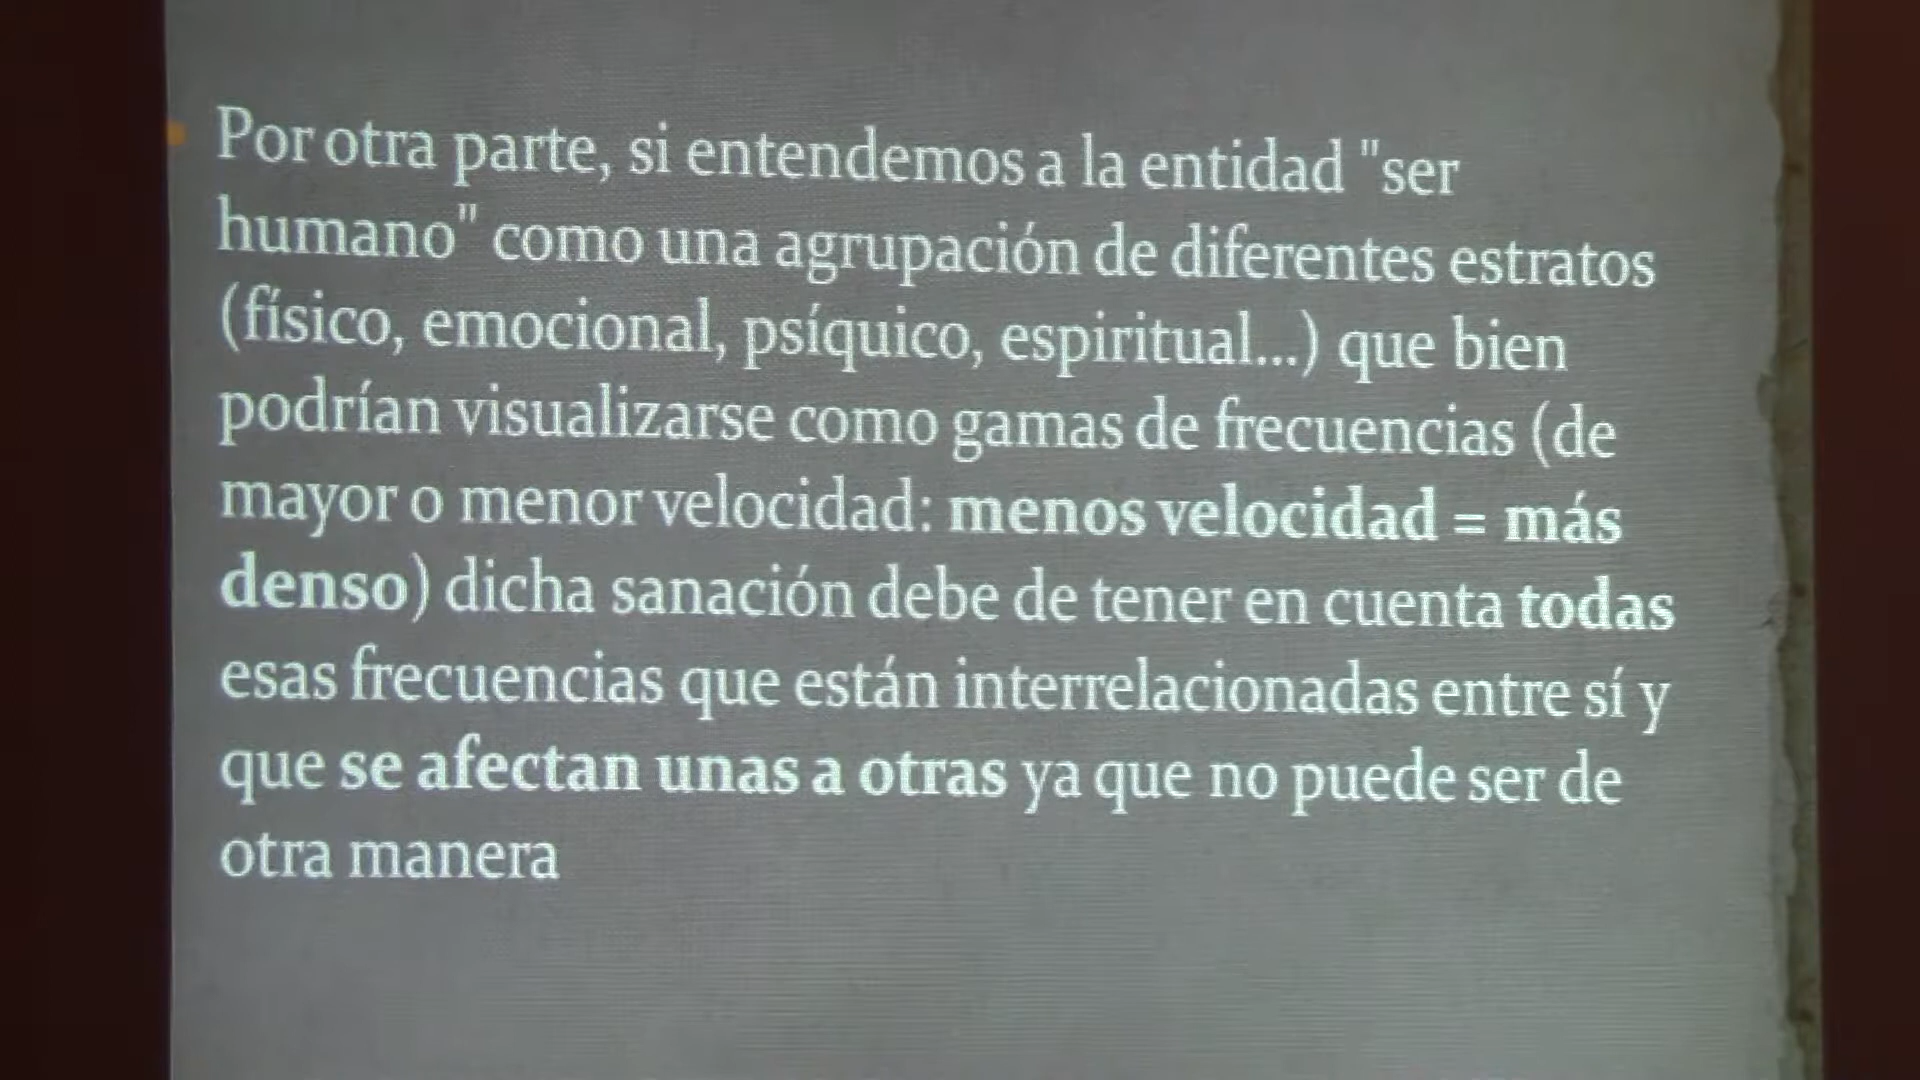 Por otra parte, si entendemos a la entidad "ser
humano" como una agrupación de diferentes estratos
(físico, emocional, psíquico, espiritual...) que bien
podrían visualizarse como gamas de frecuencias (de
mayor o menor velocidad: menos velocidad = más
denso) dicha sanación debe de tener en cuenta todas
esas frecuencias que están interrelacionadas entre sí y
que se afectan unas a otras ya que no puede ser de
otra manera